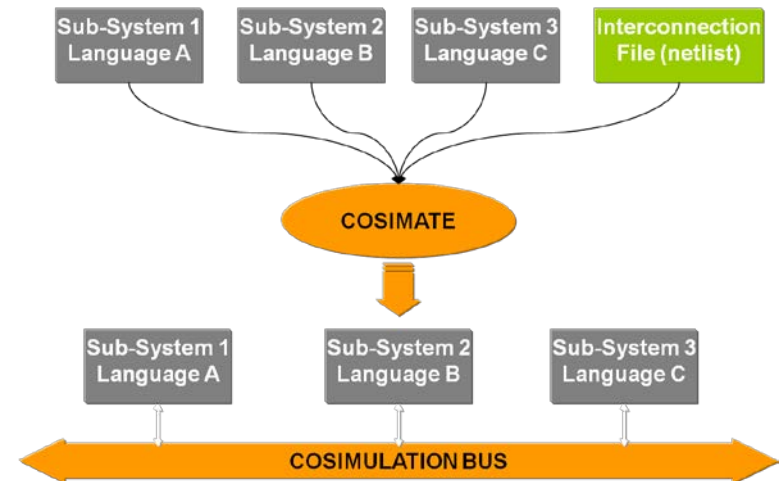 Sub-System 1
Language A
Sub-System 2
Language B
Sub-System 3
Language C
Interconnection
File (netlist)
COSIMATE
Sub-System 1
Language A
Sub-System 2
Language B
Sub-System 3
Language C
COSIMULATION BUS